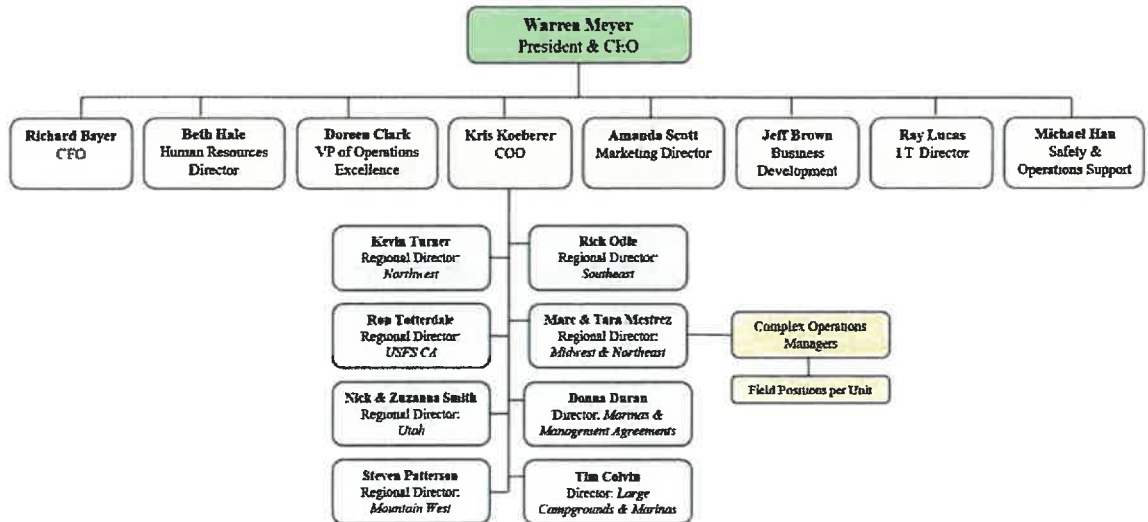 Warren Meyer
President & CEO
Richard Bayer
CFO
Beth Hale
Human Resources
Director
Doreen Clark
VP of Operations
Excellence
Kris Koeberer
COO
Amanda Scott
Marketing Director
Jeff Brown
Business
Development
Ray Lucas
IT Director
Michael Han
Safety &
Operations Support
Kevin Turner
Regional Director:
Northwest
Rick Odle
Regional Director:
Southeast
Ron Totterdale
Regional Director:
USFS CA
Marc & Tara Mestrez
Regional Director:
Midwest & Northeast
Complex Operations
Managers
Field Positions per Unit
Nick & Zuzanna Smith
Regional Director:
Utah
Donna Duran
Director: Marinas &
Management Agreements
Steven Patterson
Regional Director:
Mountain West
Tim Colvin
Director: Large
Campgrounds & Marinas